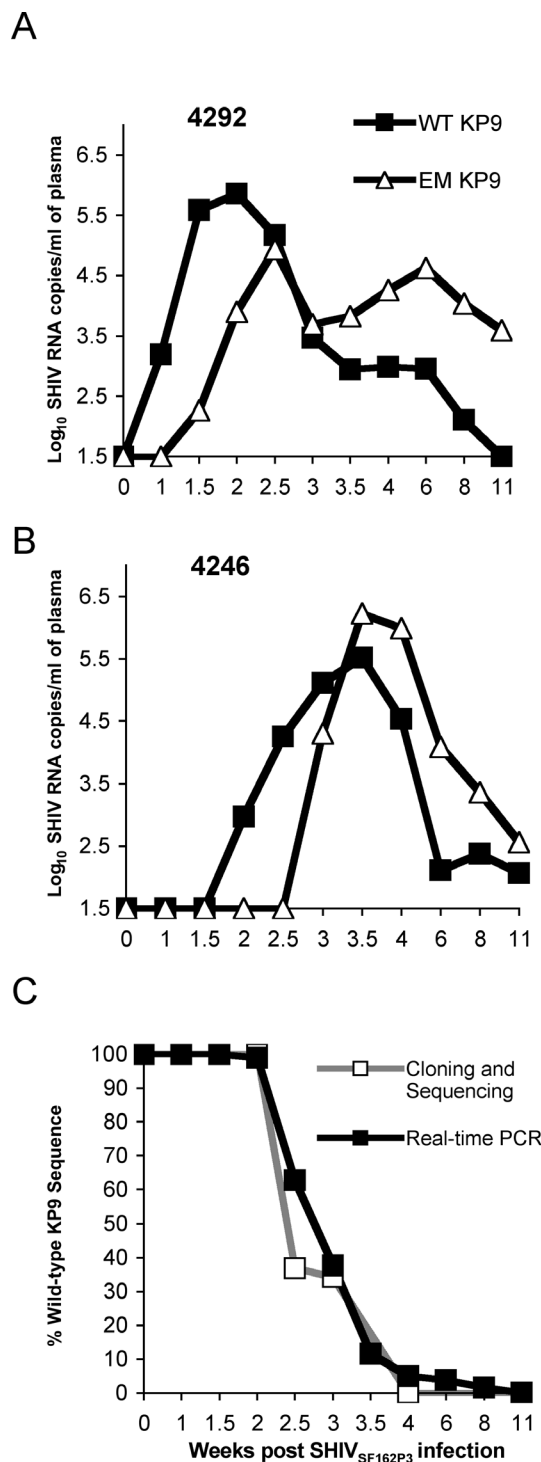 A
4292
WT KP9
EM KP9
Log10 SHIV RNA copies/ml of plasma
6.5
5.5
4.5
3.5
2.5
1.5
0 1 1.5 2 2.5 3 3.5 4 6 8 11
B
4246
Log10 SHIV RNA copies/ml of plasma
6.5
5.5
4.5
3.5
2.5
1.5
0 1 1.5 2 2.5 3 3.5 4 6 8 11
C
Cloning and
Sequencing
Real-time PCR
% Wild-type KP9 Sequence
100
90
80
70
60
50
40
30
20
10
0
0 1 1.5 2 2.5 3 3.5 4 6 8 11
Weeks post SHIVSF162P3 infection